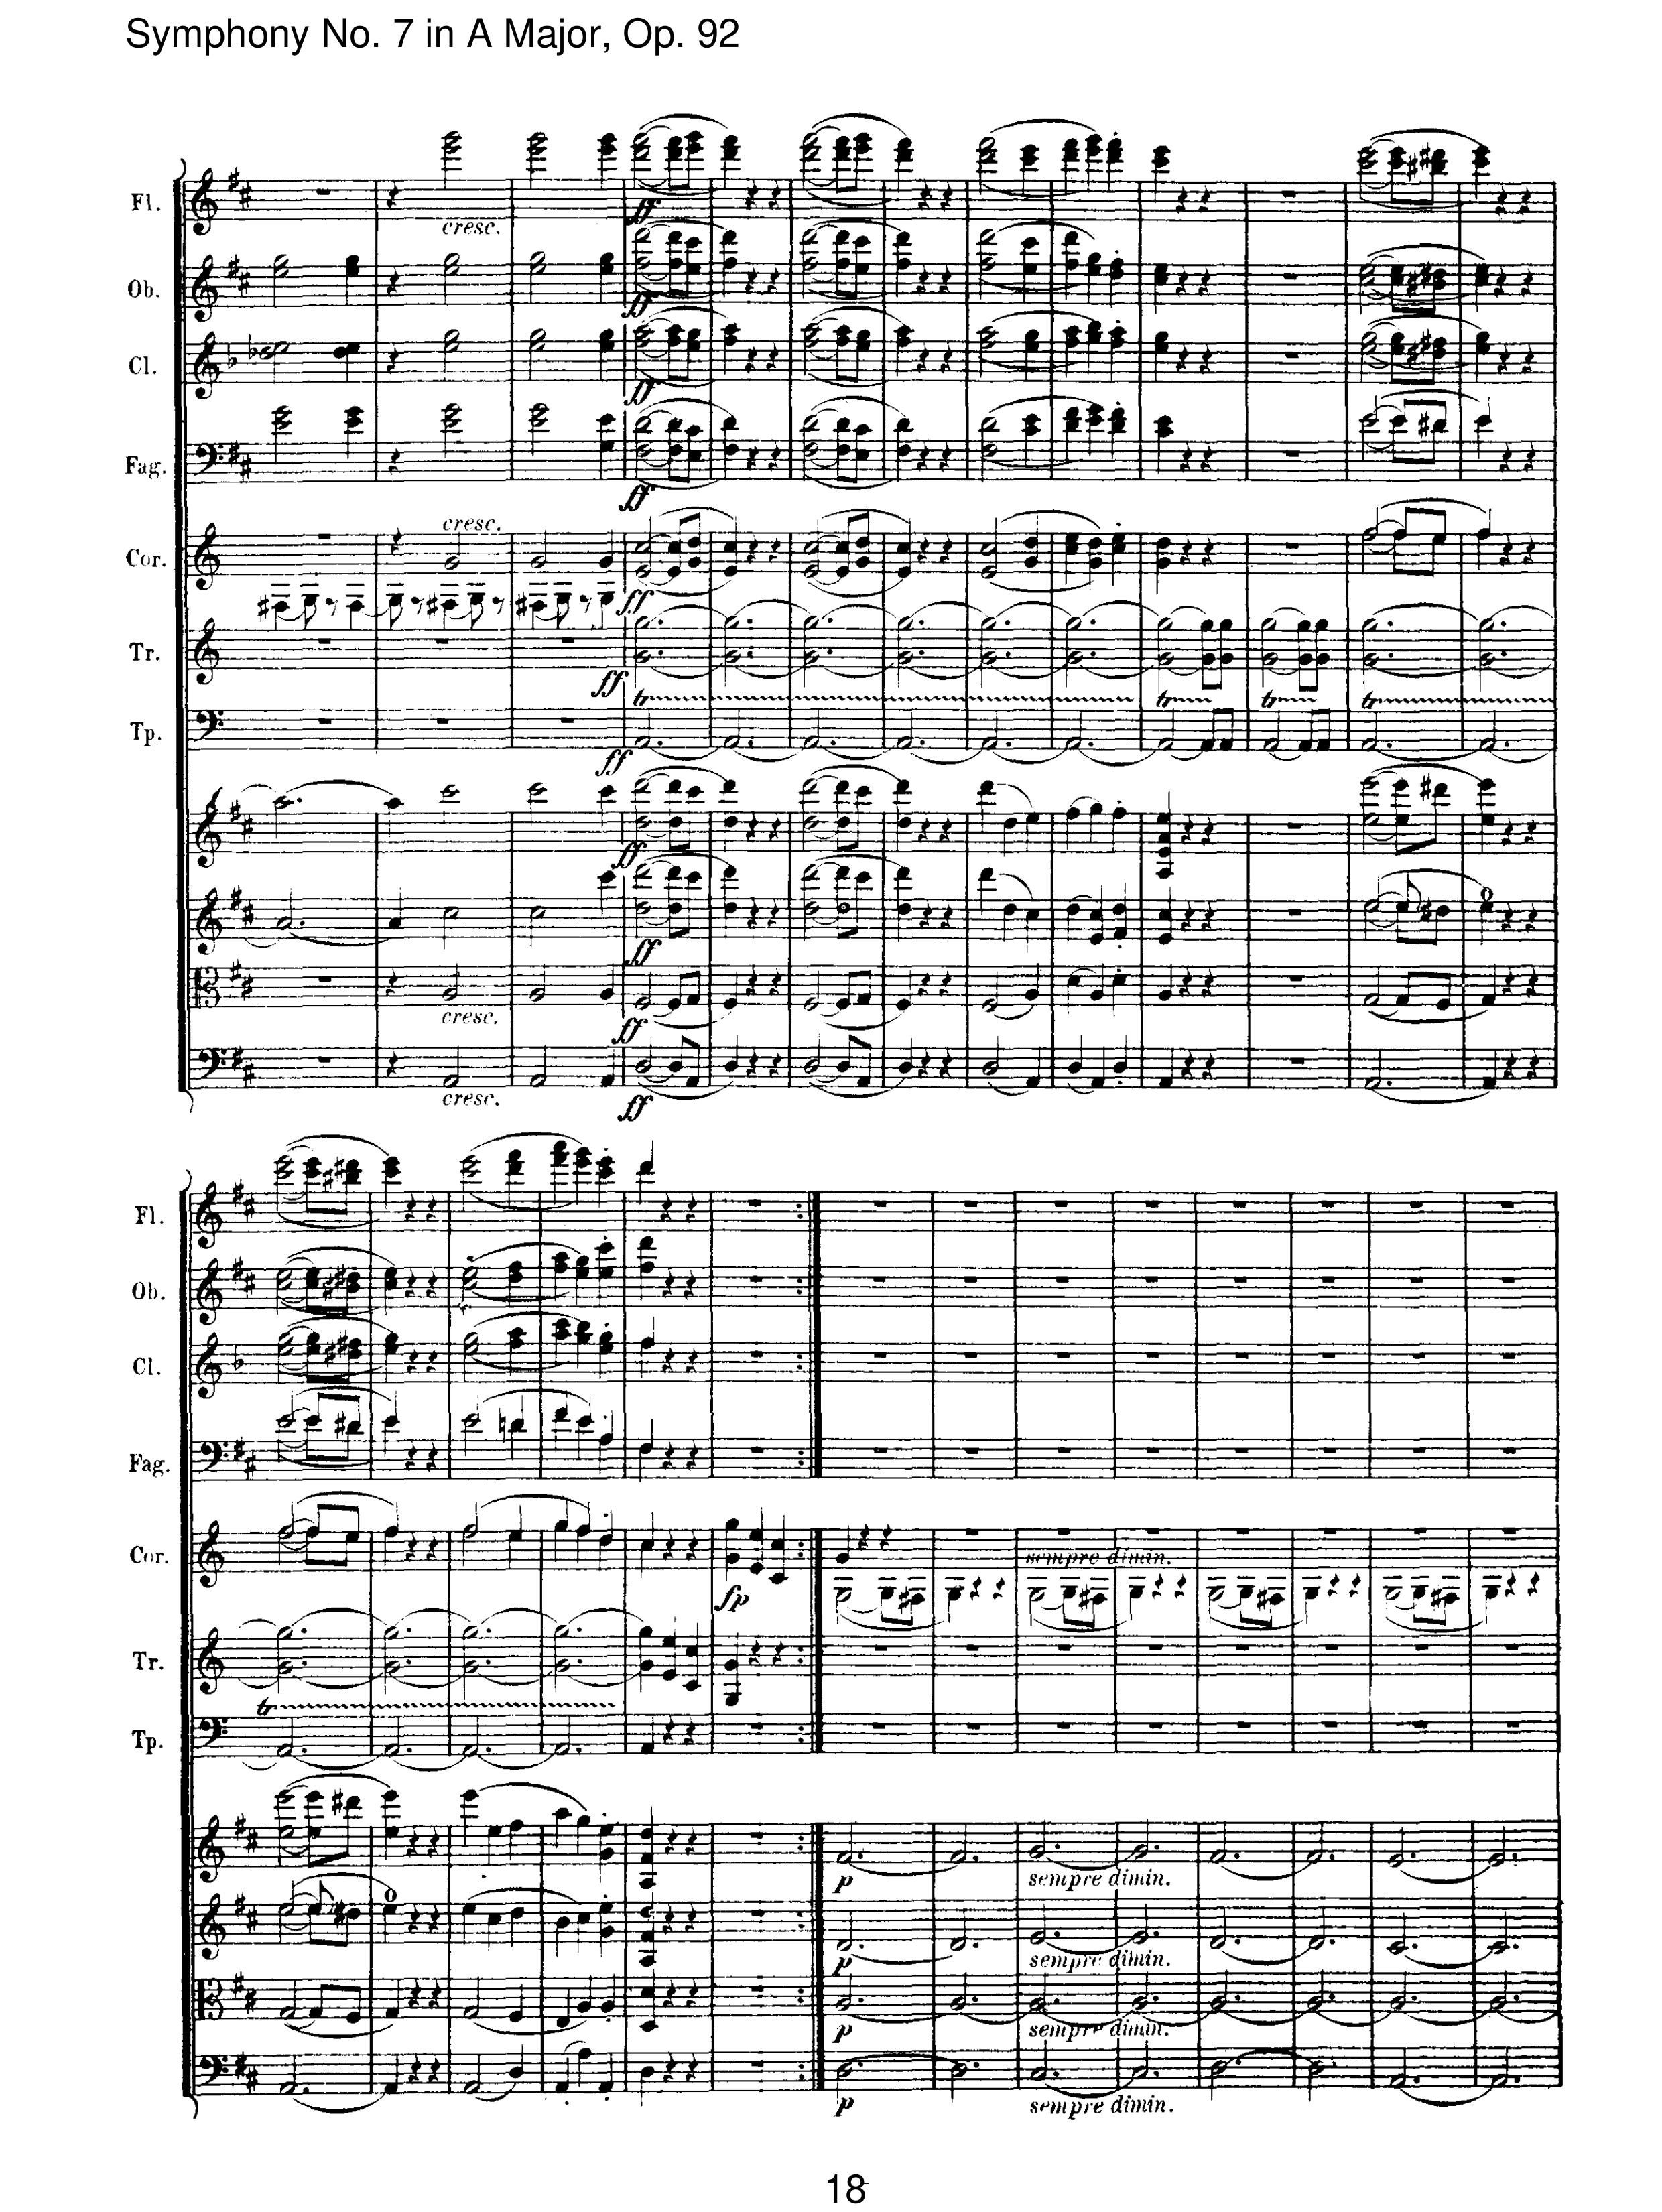 Symphony No. 7 in A Major, Op. 92
Fl.
cresc.
ff
Ob.
ff
Cl.
ff
Fag.
ff
cresc.
Cor.
ff
Tr.
ff
tr tr tr tr
Tp.
ff
ff
ff
cresc.
ff
cresc.
ff
Fl.
Ob.
Cl.
Fag.
Cor.
sempre dimin.
fp
Tr.
tr
Tp.
p
sempre dimin.
p
sempre dimin.
p
sempre dimin.
p
sempre dimin.
18